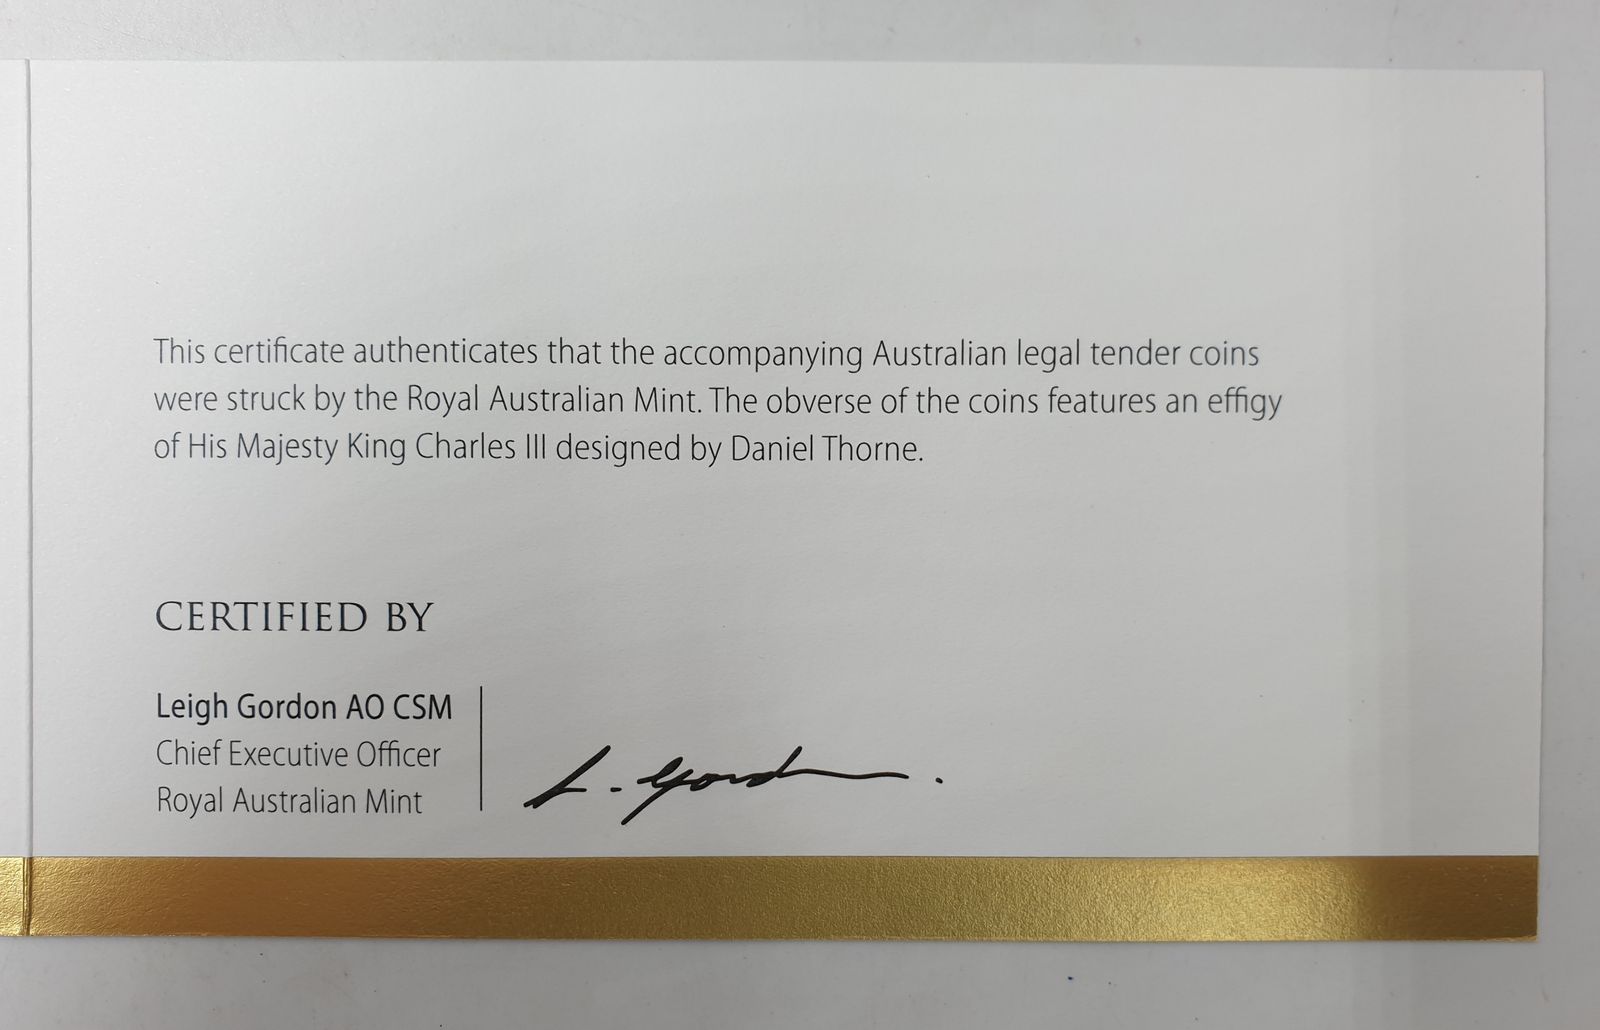 This certificate authenticates that the accompanying Australian legal tender coins
were struck by the Royal Australian Mint. The obverse of the coins features an effigy
of His Majesty King Charles III designed by Daniel Thorne.
CERTIFIED BY
Leigh Gordon AO CSM
Chief Executive Officer
Royal Australian Mint
L. Gordon.